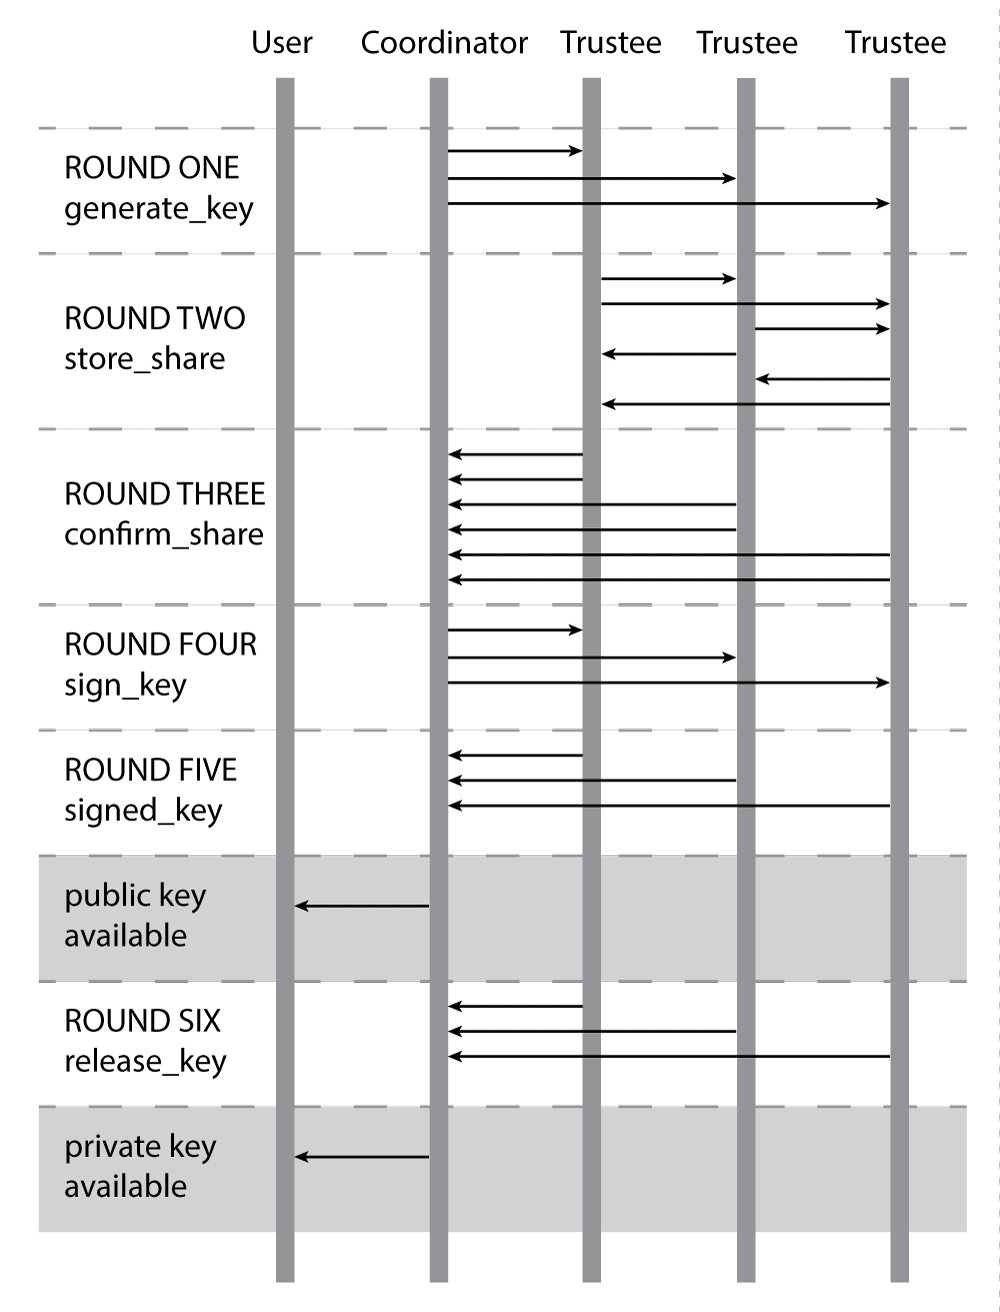 User Coordinator Trustee Trustee Trustee
ROUND ONE
generate_key
ROUND TWO
store_share
ROUND THREE
confirm_share
ROUND FOUR
sign_key
ROUND FIVE
signed_key
public key
available
ROUND SIX
release_key
private key
available